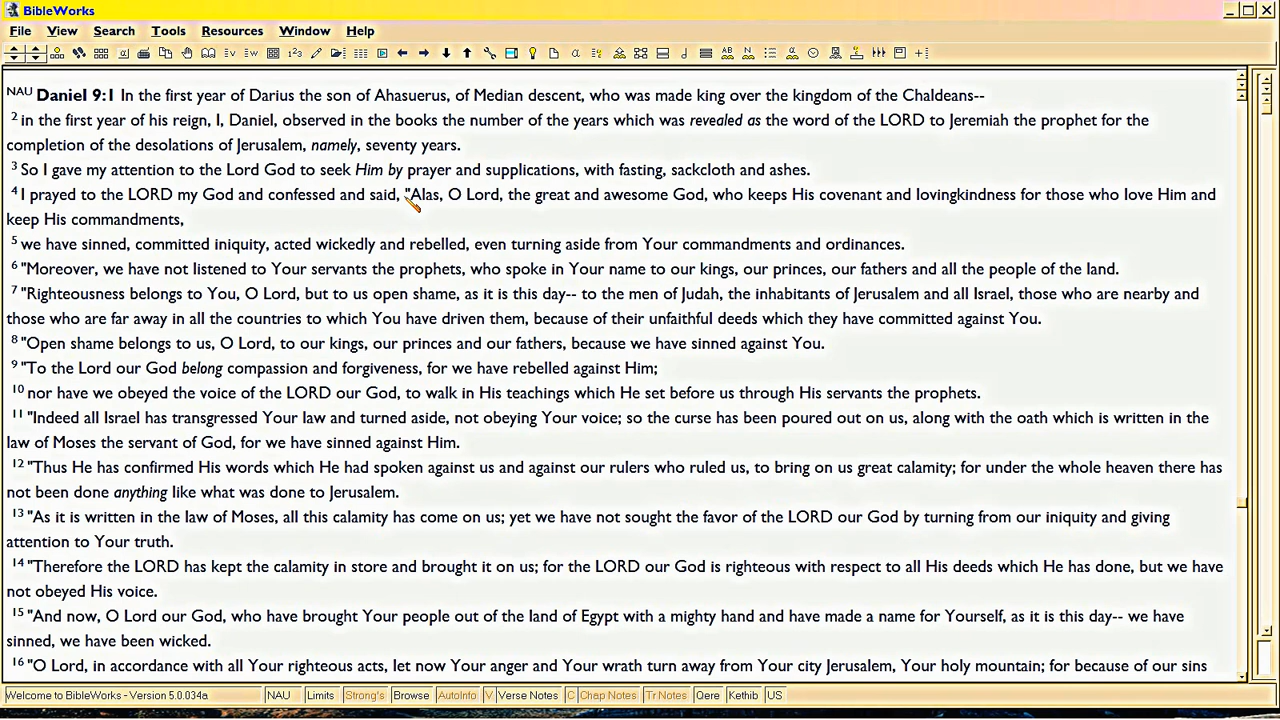 BibleWorks
File View Search Tools Resources Window Help
NAU Daniel 9:1 In the first year of Darius the son of Ahasuerus, of Median descent, who was made king over the kingdom of the Chaldeans--
2 in the first year of his reign, I, Daniel, observed in the books the number of the years which was revealed as the word of the LORD to Jeremiah the prophet for the
completion of the desolations of Jerusalem, namely, seventy years.
3 So I gave my attention to the Lord God to seek Him by prayer and supplications, with fasting, sackcloth and ashes.
4 I prayed to the LORD my God and confessed and said, "Alas, O Lord, the great and awesome God, who keeps His covenant and lovingkindness for those who love Him and
keep His commandments,
5 we have sinned, committed iniquity, acted wickedly and rebelled, even turning aside from Your commandments and ordinances.
6 "Moreover, we have not listened to Your servants the prophets, who spoke in Your name to our kings, our princes, our fathers and all the people of the land.
7 "Righteousness belongs to You, O Lord, but to us open shame, as it is this day-- to the men of Judah, the inhabitants of Jerusalem and all Israel, those who are nearby and
those who are far away in all the countries to which You have driven them, because of their unfaithful deeds which they have committed against You.
8 "Open shame belongs to us, O Lord, to our kings, our princes and our fathers, because we have sinned against You.
9 "To the Lord our God belong compassion and forgiveness, for we have rebelled against Him;
10 nor have we obeyed the voice of the LORD our God, to walk in His teachings which He set before us through His servants the prophets.
11 "Indeed all Israel has transgressed Your law and turned aside, not obeying Your voice; so the curse has been poured out on us, along with the oath which is written in the
law of Moses the servant of God, for we have sinned against Him.
12 "Thus He has confirmed His words which He had spoken against us and against our rulers who ruled us, to bring on us great calamity; for under the whole heaven there has
not been done anything like what was done to Jerusalem.
13 "As it is written in the law of Moses, all this calamity has come on us; yet we have not sought the favor of the LORD our God by turning from our iniquity and giving
attention to Your truth.
14 "Therefore the LORD has kept the calamity in store and brought it on us; for the LORD our God is righteous with respect to all His deeds which He has done, but we have
not obeyed His voice.
15 "And now, O Lord our God, who have brought Your people out of the land of Egypt with a mighty hand and have made a name for Yourself, as it is this day-- we have
sinned, we have been wicked.
16 "O Lord, in accordance with all Your righteous acts, let now Your anger and Your wrath turn away from Your city Jerusalem, Your holy mountain; for because of our sins
Welcome to BibleWorks - Version 5.0.034a NAU Limits Strong's Browse AutoInfo V Verse Notes C Chap Notes Tr Notes Qere Kethib US